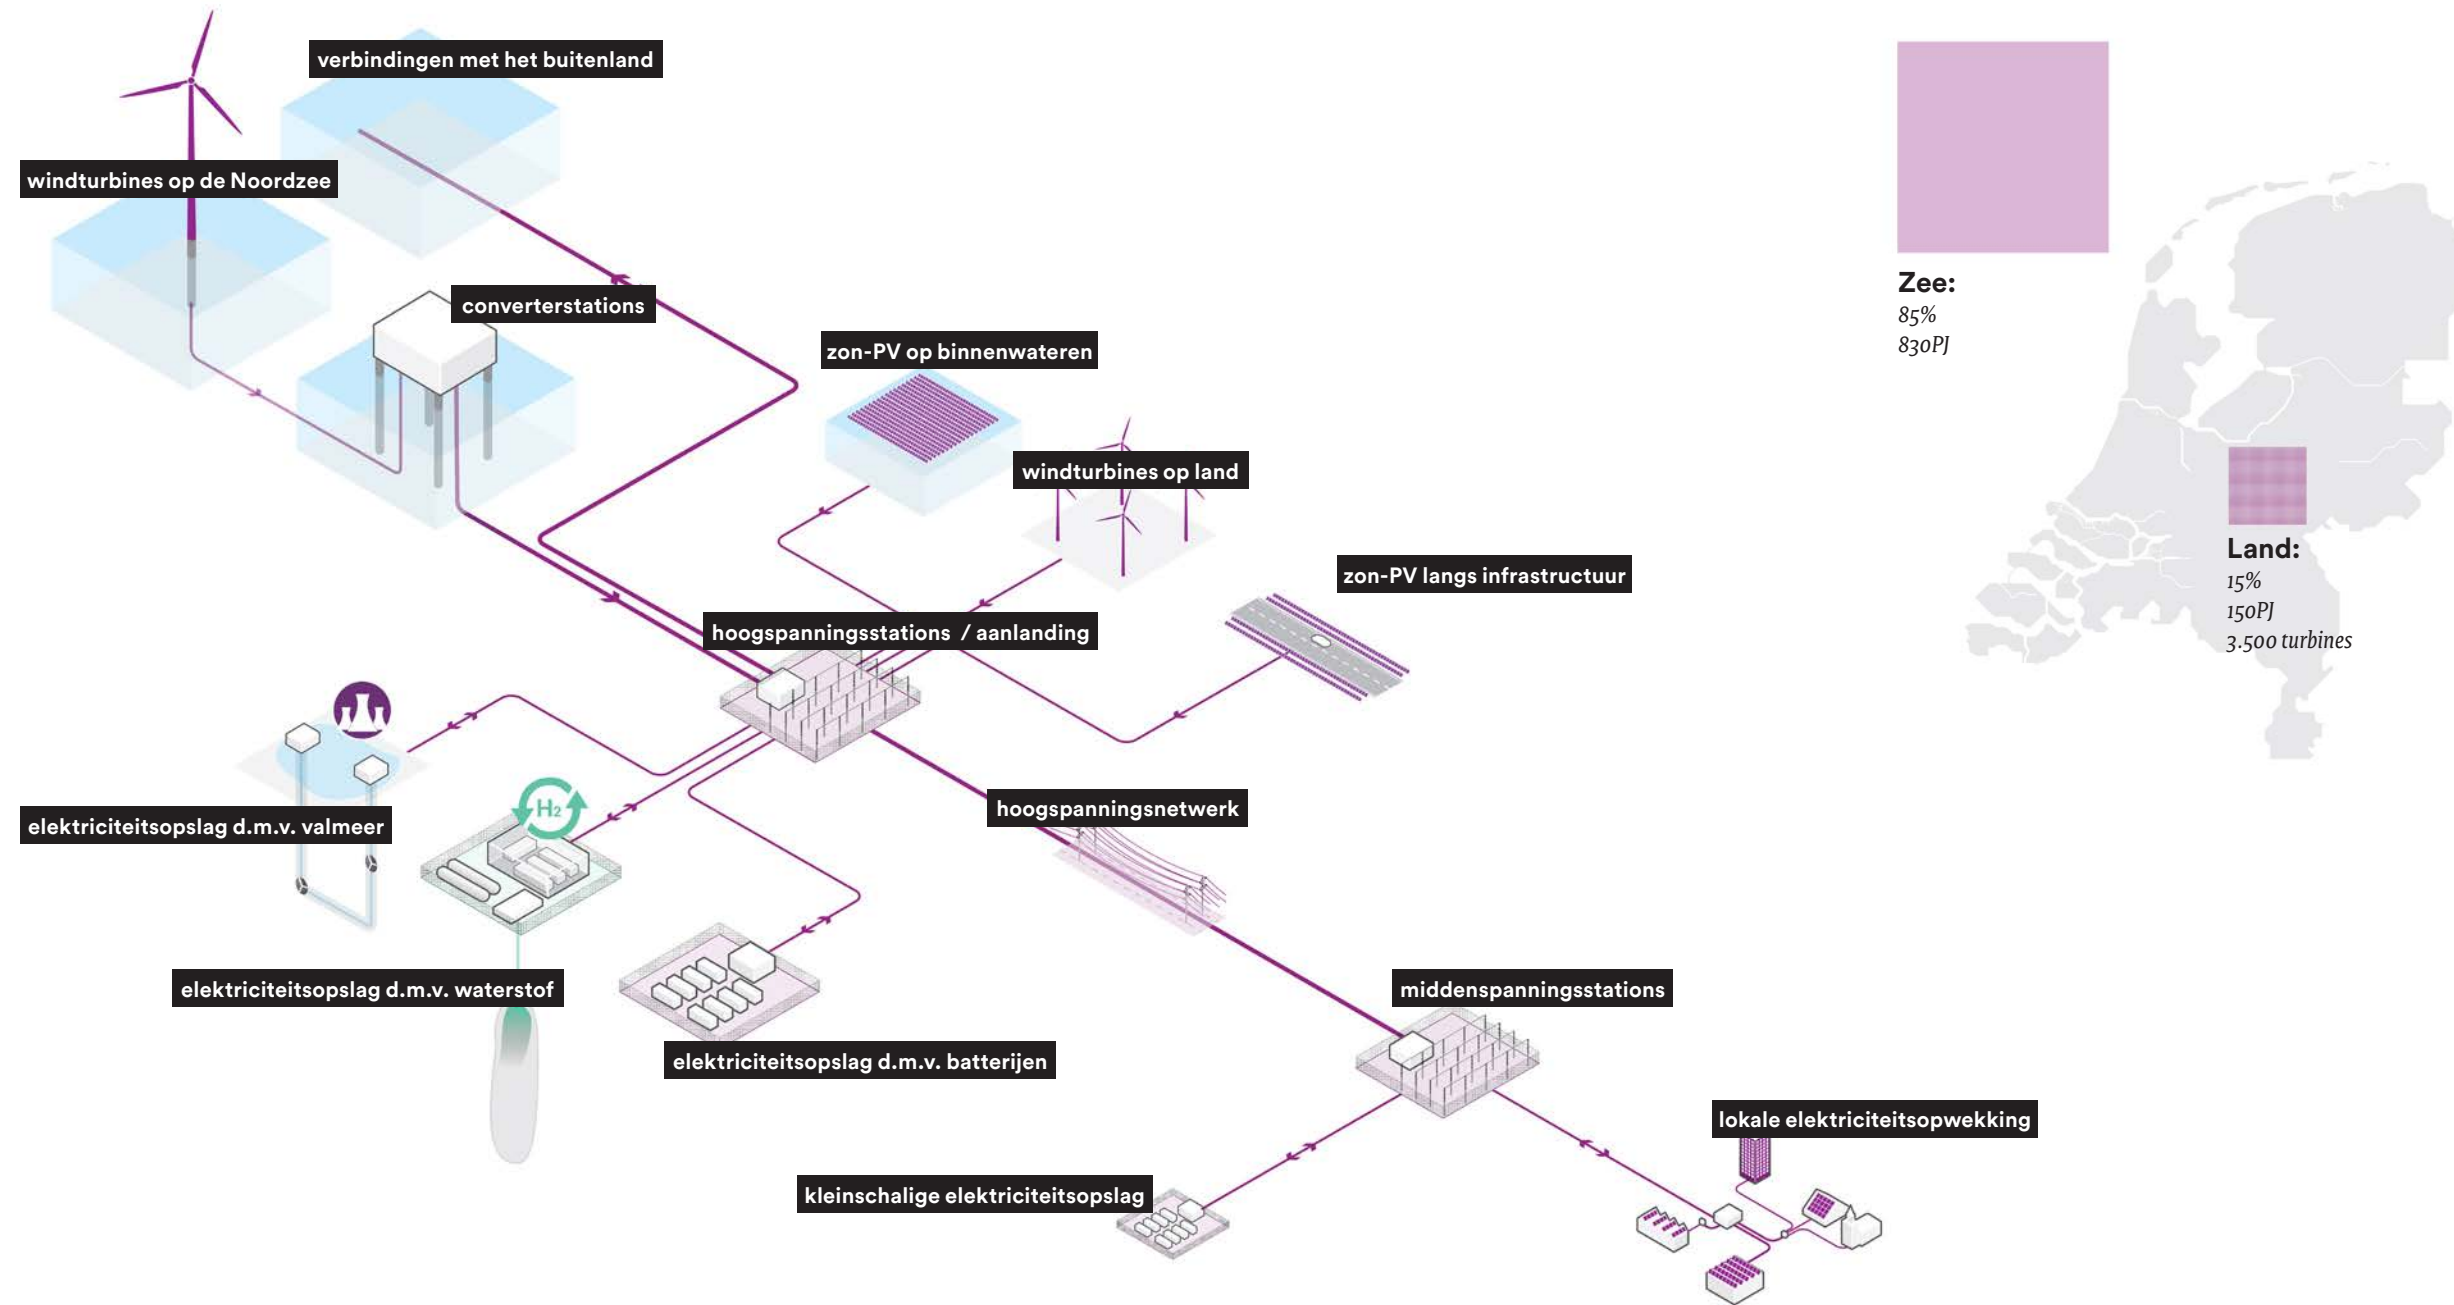 verbindingen met het buitenland
windturbines op de Noordzee
converterstations
zon-PV op binnenwateren
windturbines op land
zon-PV langs infrastructuur
hoogspanningsstations / aanlanding
elektriciteitsopslag d.m.v. valmeer
H2
hoogspanningsnetwerk
elektriciteitsopslag d.m.v. waterstof
elektriciteitsopslag d.m.v. batterijen
middenspanningsstations
lokale elektriciteitsopwekking
kleinschalige elektriciteitsopslag
Zee:
85%
830PJ
Land:
15%
150PJ
3.500 turbines